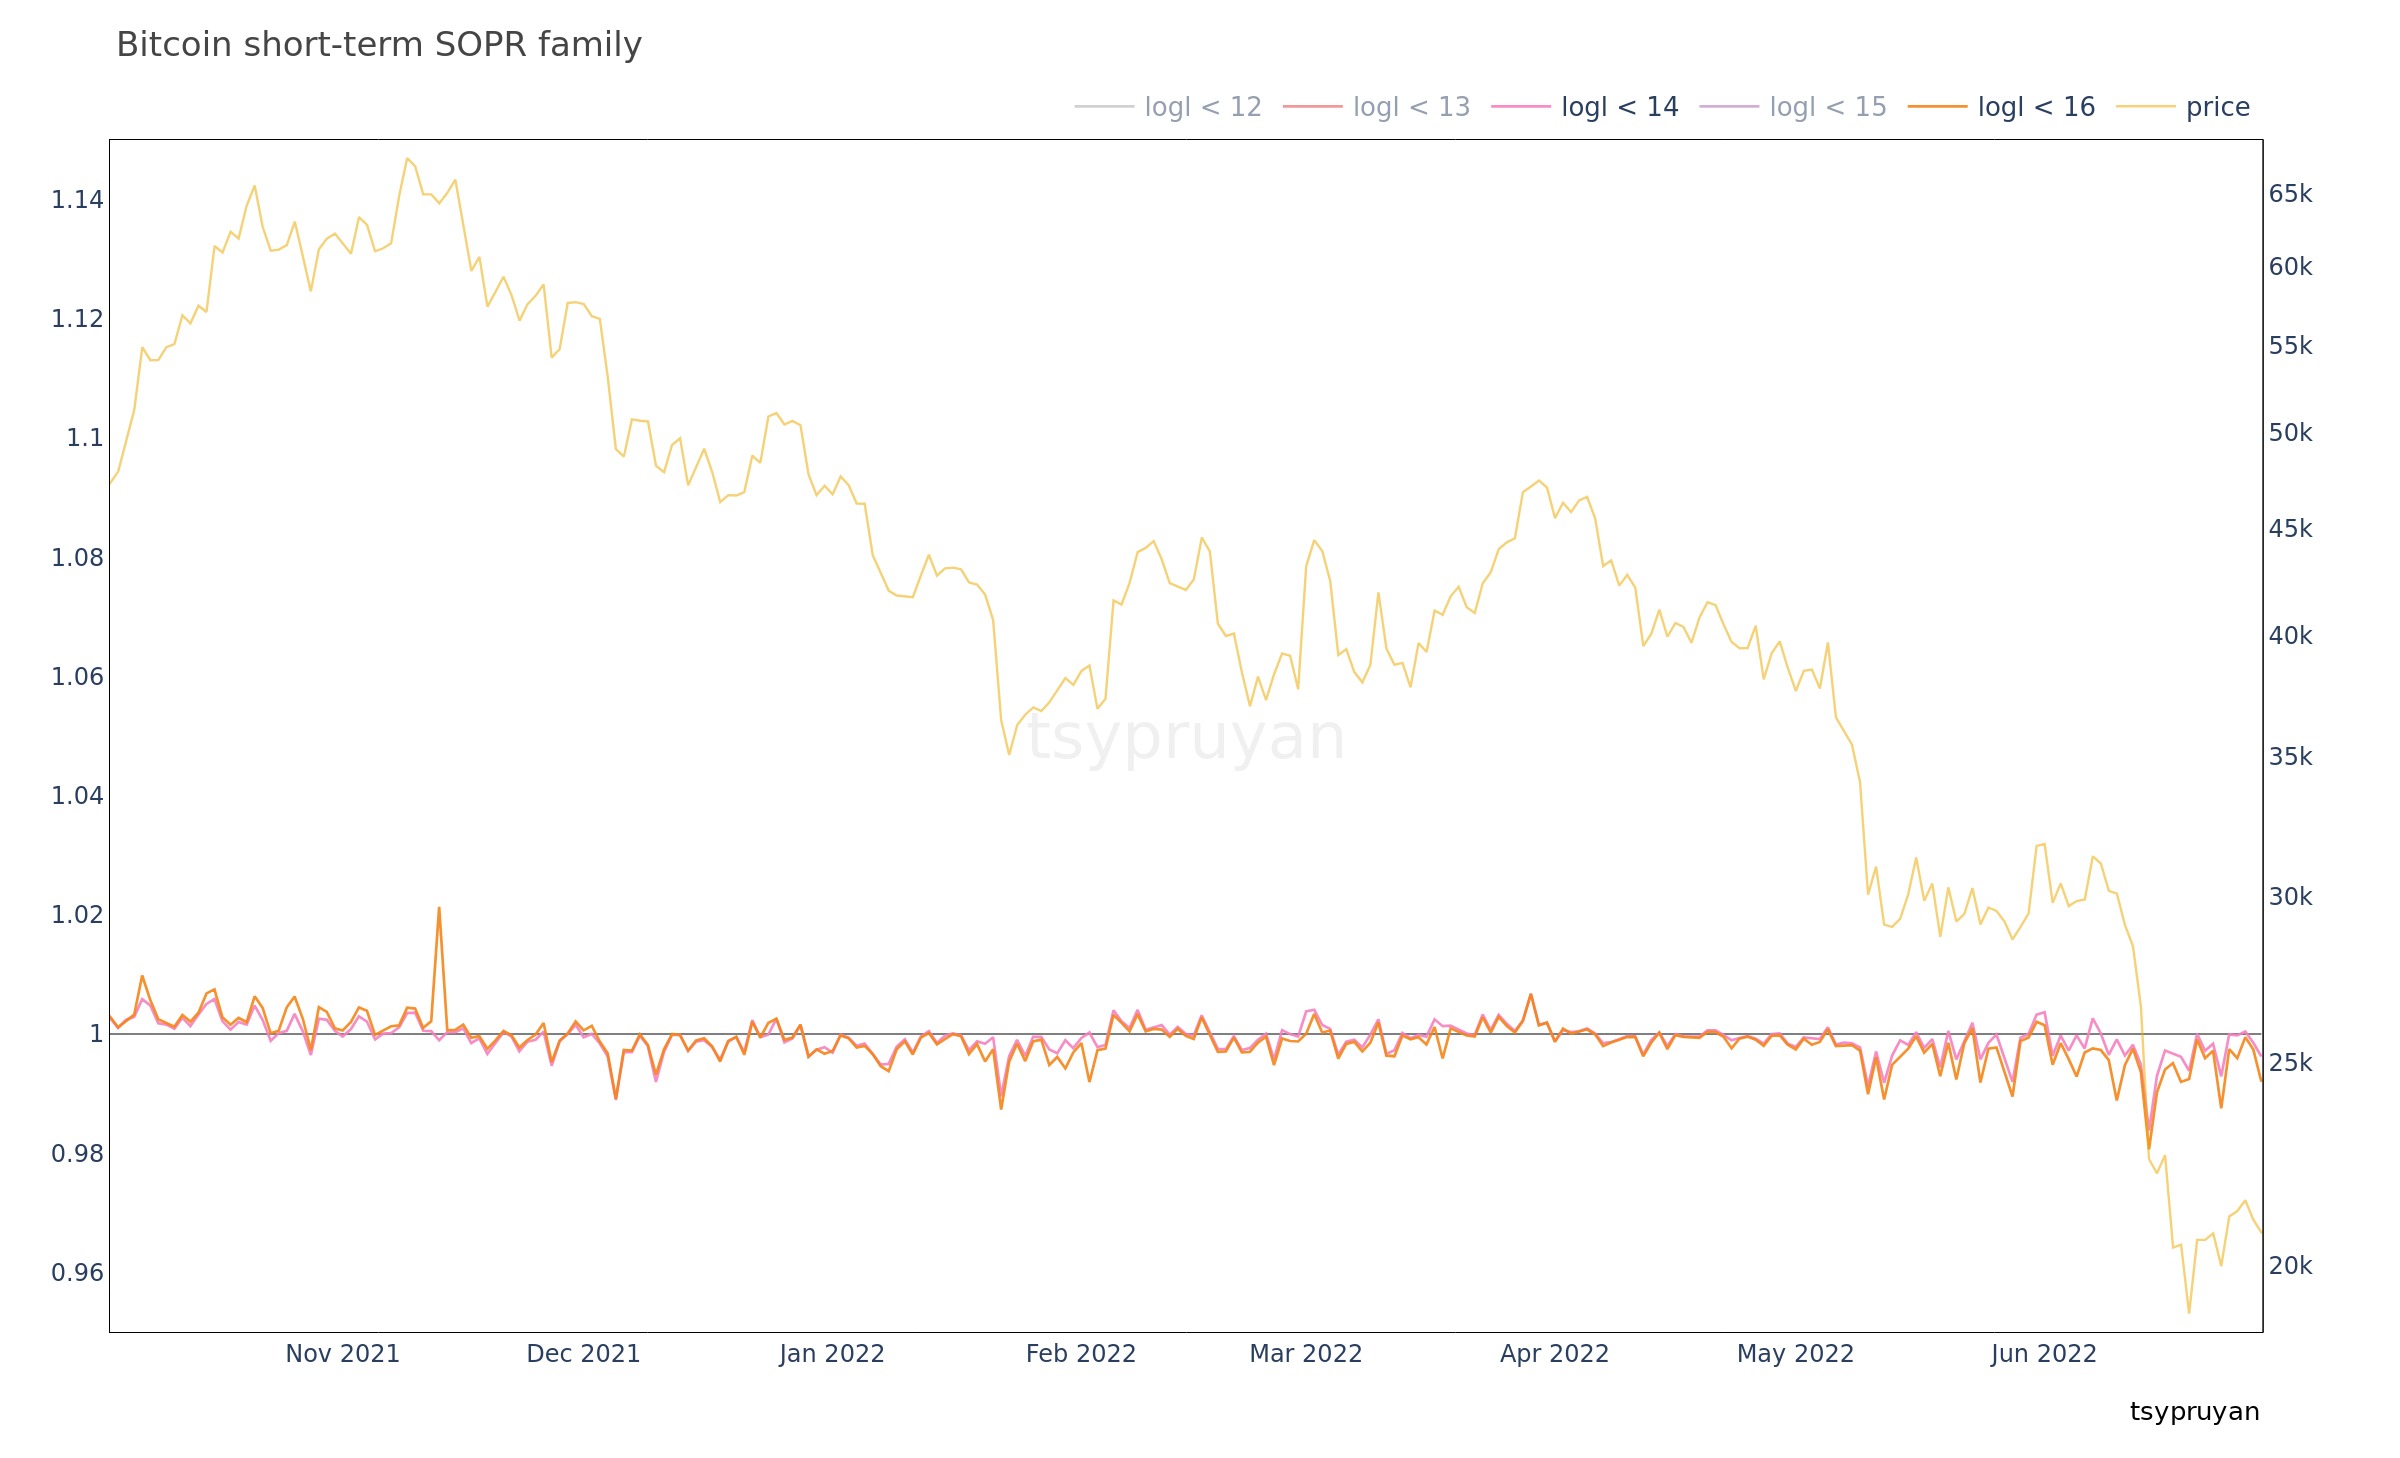 Bitcoin short-term SOPR family
logl < 12 logl < 13 logl < 14 logl < 15 logl < 16 price
1.14 65k
60k
1.12
55k
1.1 50k
45k
1.08
40k
1.06
tsypruyan
35k
1.04
1.02 30k
1
25k
0.98
0.96 20k
Nov 2021 Dec 2021 Jan 2022 Feb 2022 Mar 2022 Apr 2022 May 2022 Jun 2022
tsypruyan